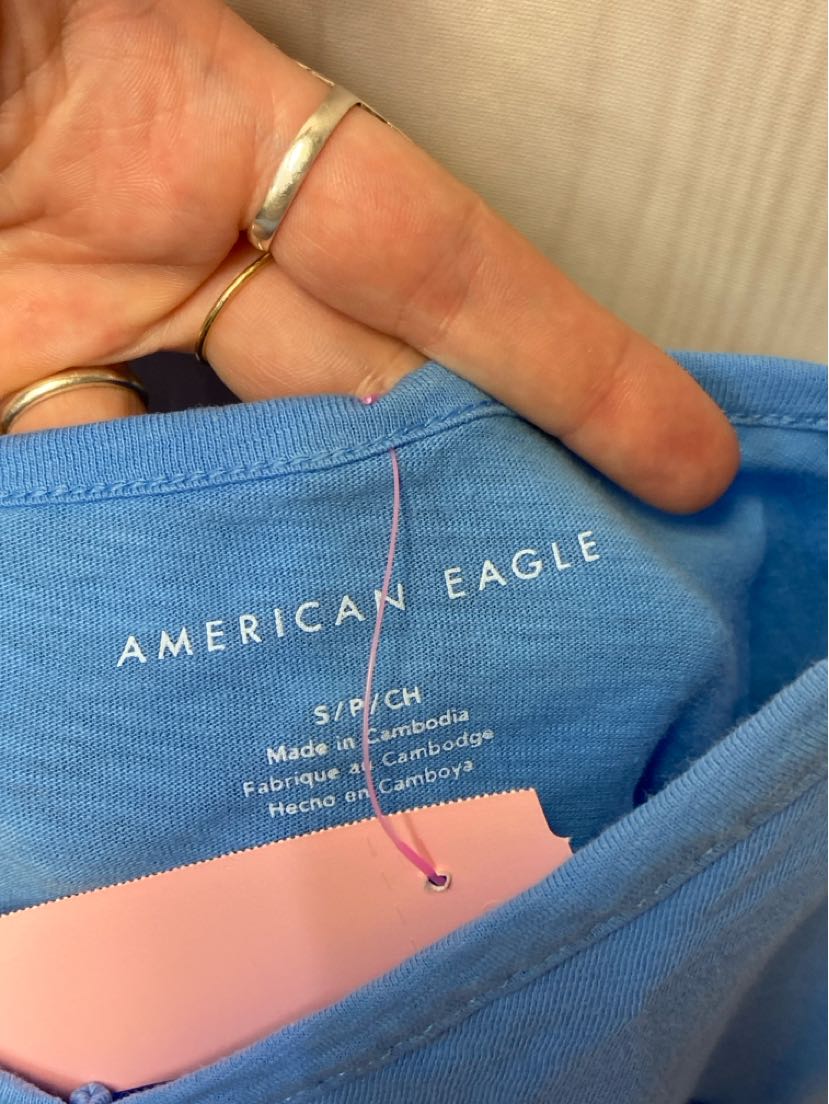 AMERICAN EAGLE
S/P/CH
Made in Cambodia
Fabrique au Cambodge
Hecho en Camboya